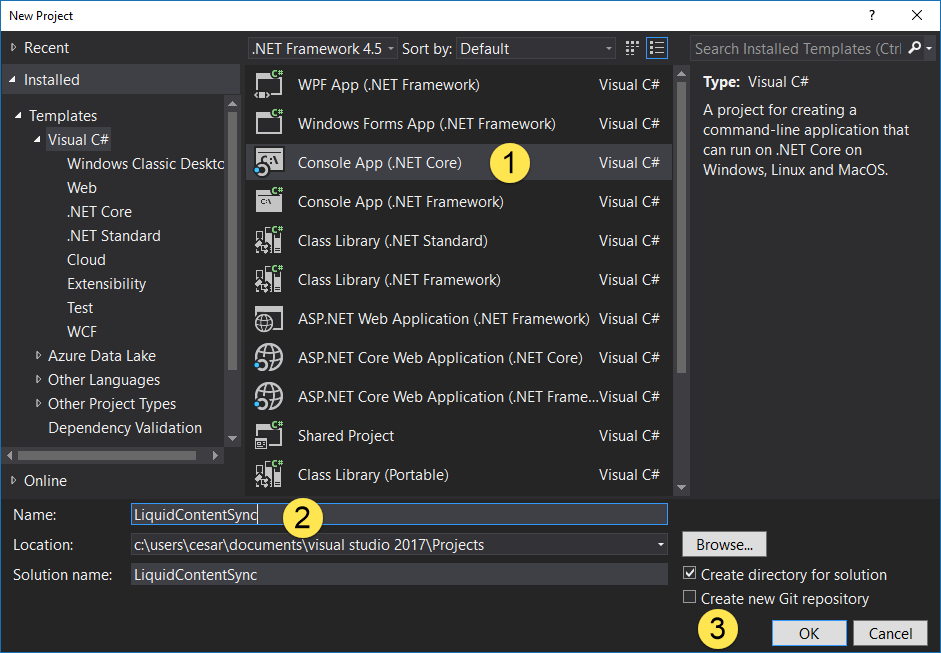 New Project
?
Recent
.NET Framework 4.5 Sort by: Default
Search Installed Templates (Ctrl
Installed
Templates
Visual C#
Windows Classic Deskto
Web
.NET Core
.NET Standard
Cloud
Extensibility
Test
WCF
Azure Data Lake
Other Languages
Other Project Types
Dependency Validation
Online
WPF App (.NET Framework) Visual C#
Windows Forms App (.NET Framework) Visual C#
Console App (.NET Core) 1 Visual C#
Console App (.NET Framework) Visual C#
Class Library (.NET Standard) Visual C#
Class Library (.NET Framework) Visual C#
ASP.NET Web Application (.NET Framework) Visual C#
ASP.NET Core Web Application (.NET Core) Visual C#
ASP.NET Core Web Application (.NET Frame... Visual C#
Shared Project Visual C#
Class Library (Portable) Visual C#
Type: Visual C#
A project for creating a
command-line application that
can run on .NET Core on
Windows, Linux and MacOS.
Name: LiquidContentSync 2
Location: c:\users\cesar\documents\visual studio 2017\Projects Browse...
Solution name: LiquidContentSync Create directory for solution
Create new Git repository
3 OK Cancel